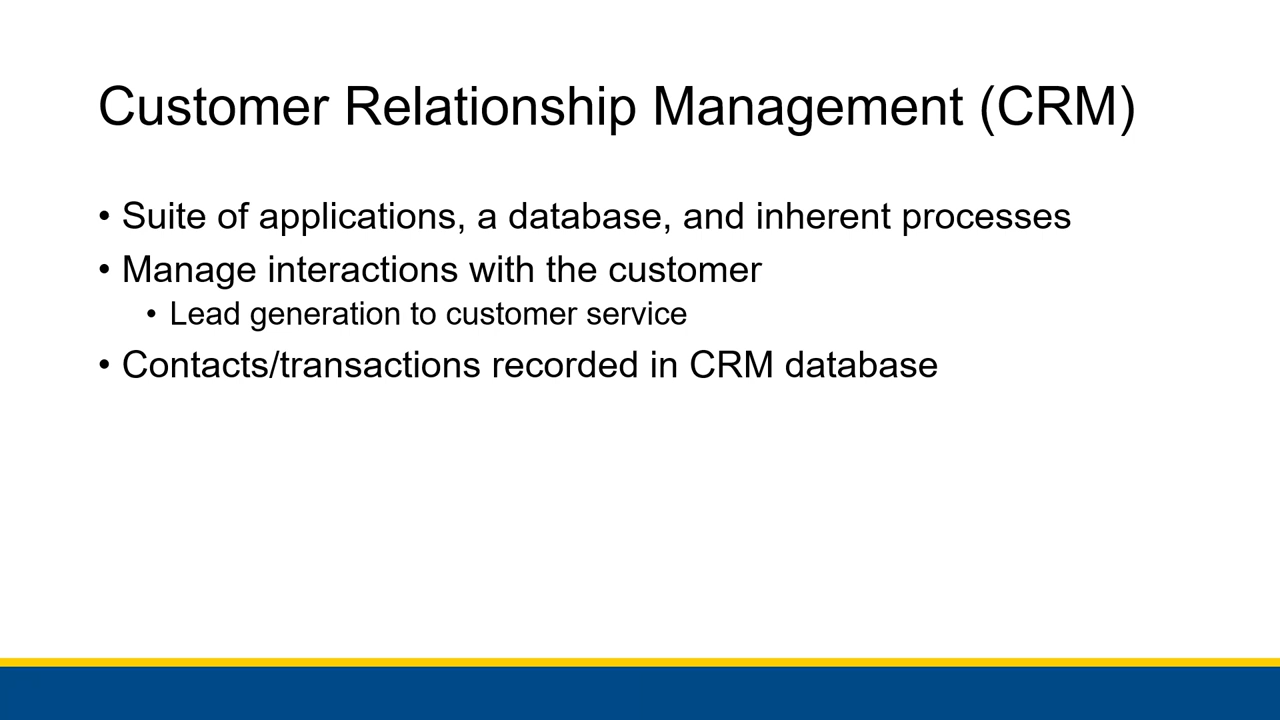 Customer Relationship Management (CRM)
• Suite of applications, a database, and inherent processes
• Manage interactions with the customer
• Lead generation to customer service
• Contacts/transactions recorded in CRM database